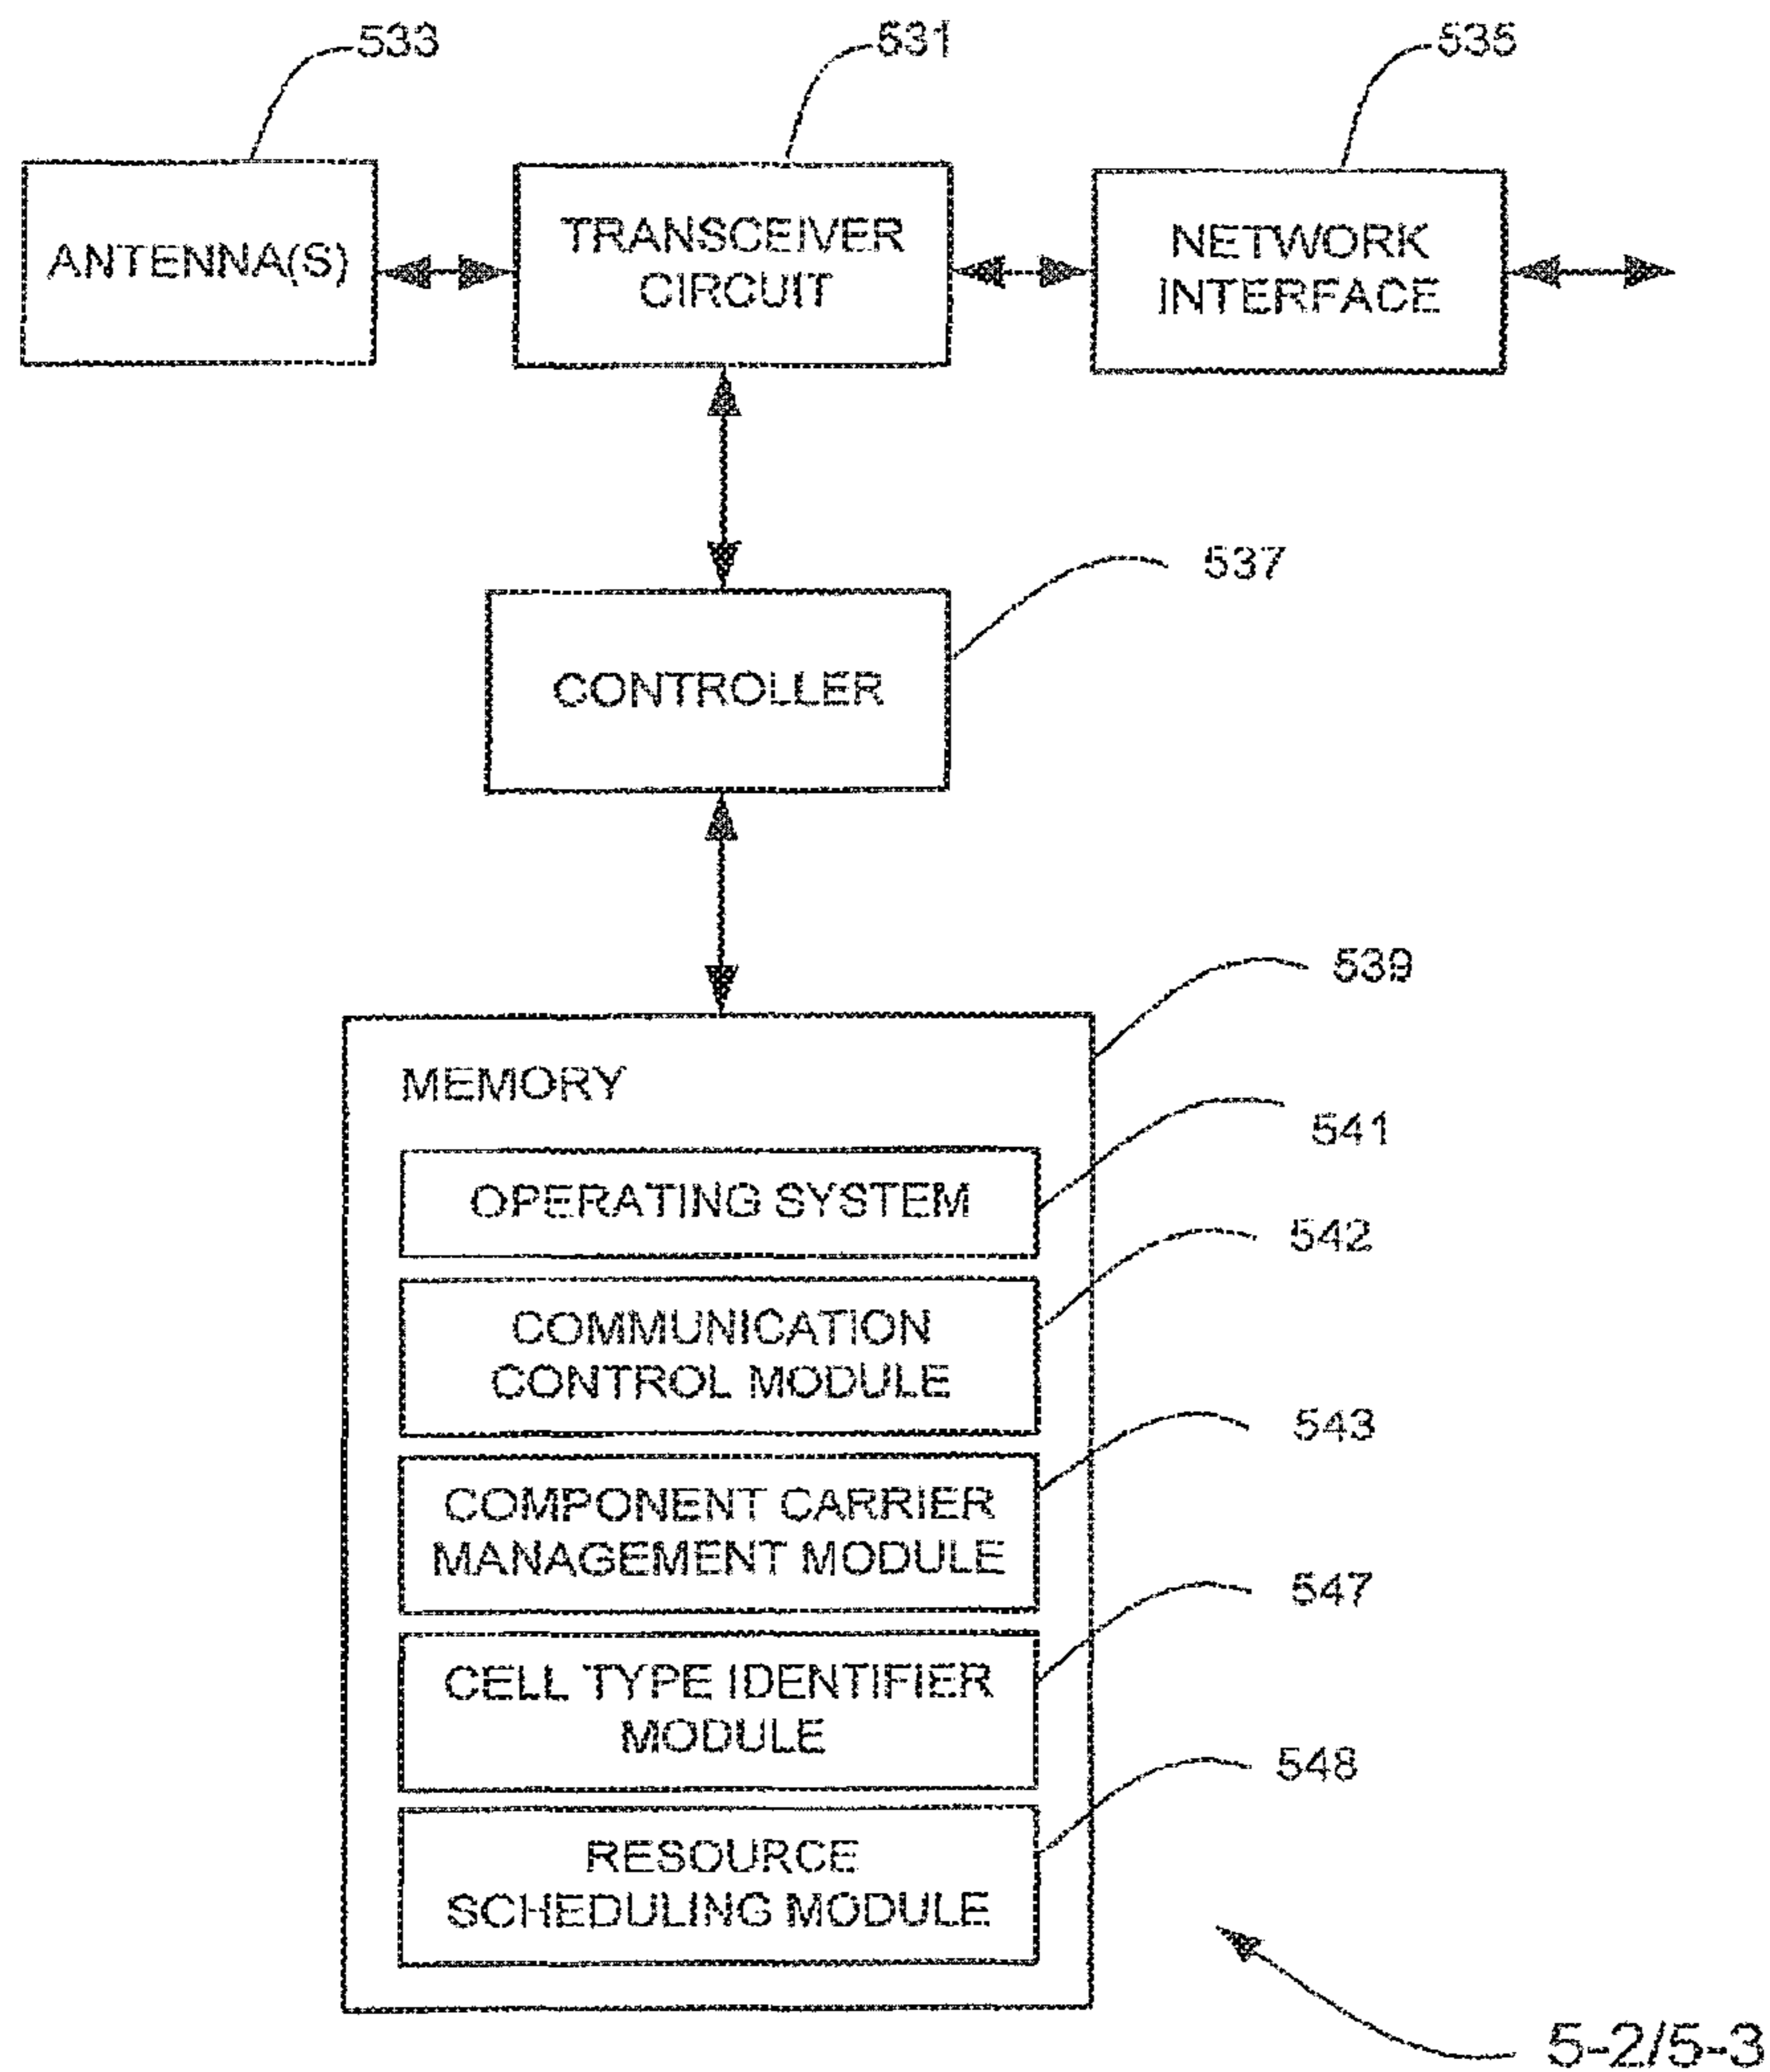 533
531
535
ANTENNA(S)
TRANSCEIVER
CIRCUIT
NETWORK
INTERFACE
537
CONTROLLER
539
MEMORY
541
OPERATING SYSTEM
542
COMMUNICATION
CONTROL MODULE
543
COMPONENT CARRIER
MANAGEMENT MODULE
547
CELL TYPE IDENTIFIER
MODULE
548
RESOURCE
SCHEDULING MODULE
5-2/5-3